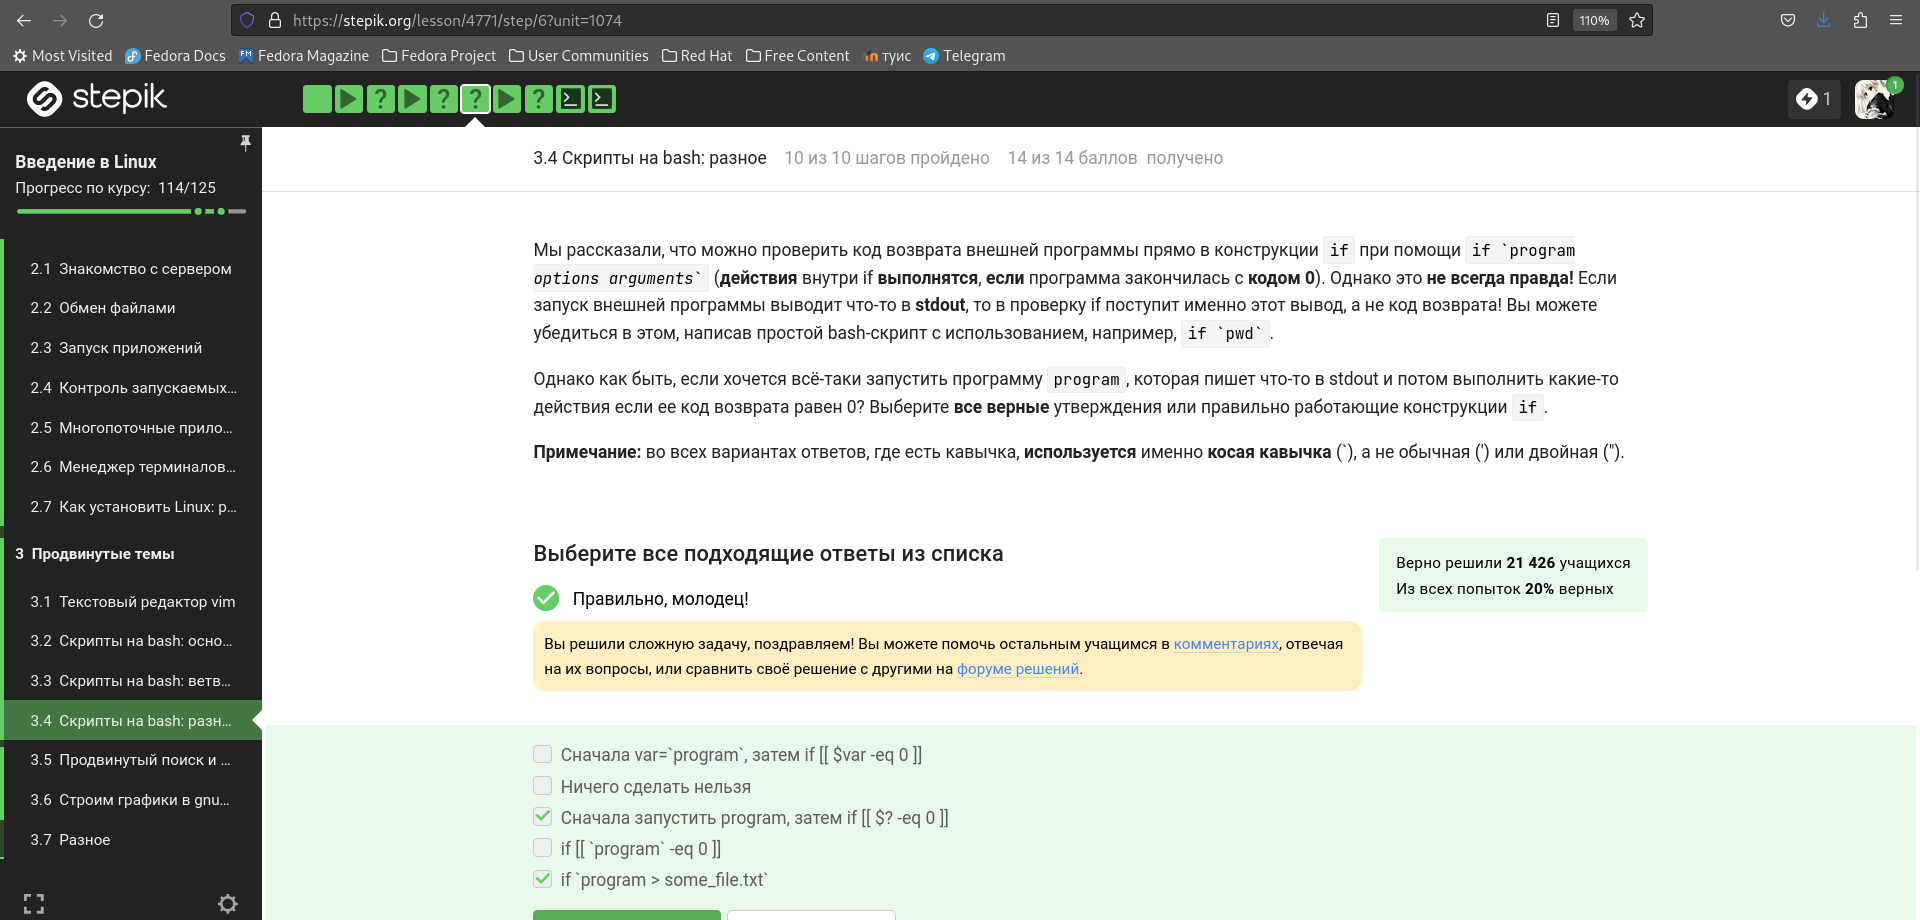 https://stepik.org/lesson/4771/step/6?unit=1074
110%
Most Visited
Fedora Docs
Fedora Magazine
Fedora Project
User Communities
Red Hat
Free Content
туис
Telegram
stepik
1
1
Введение в Linux
Прогресс по курсу: 114/125
2.1 Знакомство с сервером
2.2 Обмен файлами
2.3 Запуск приложений
2.4 Контроль запускаемых...
2.5 Многопоточные прило...
2.6 Менеджер терминалов...
2.7 Как установить Linux: р...
3 Продвинутые темы
3.1 Текстовый редактор vim
3.2 Скрипты на bash: осно...
3.3 Скрипты на bash: ветв...
3.4 Скрипты на bash: разн...
3.5 Продвинутый поиск и ...
3.6 Строим графики в gnu...
3.7 Разное
3.4 Скрипты на bash: разное 10 из 10 шагов пройдено 14 из 14 баллов получено
Мы рассказали, что можно проверить код возврата внешней программы прямо в конструкции if при помощи if `program
options arguments` (действия внутри if выполнятся, если программа закончилась с кодом 0). Однако это не всегда правда! Если
запуск внешней программы выводит что-то в stdout, то в проверку if поступит именно этот вывод, а не код возврата! Вы можете
убедиться в этом, написав простой bash-скрипт с использованием, например, if `pwd`.
Однако как быть, если хочется всё-таки запустить программу program, которая пишет что-то в stdout и потом выполнить какие-то
действия если ее код возврата равен 0? Выберите все верные утверждения или правильно работающие конструкции if.
Примечание: во всех вариантах ответов, где есть кавычка, используется именно косая кавычка (`), а не обычная (') или двойная (").
Выберите все подходящие ответы из списка
Верно решили 21 426 учащихся
Из всех попыток 20% верных
Правильно, молодец!
Вы решили сложную задачу, поздравляем! Вы можете помочь остальным учащимся в комментариях, отвечая
на их вопросы, или сравнить своё решение с другими на форуме решений.
Сначала var=`program`, затем if [[ $var -eq 0 ]]
Ничего сделать нельзя
Сначала запустить program, затем if [[ $? -eq 0 ]]
if [[ `program` -eq 0 ]]
if `program > some_file.txt`